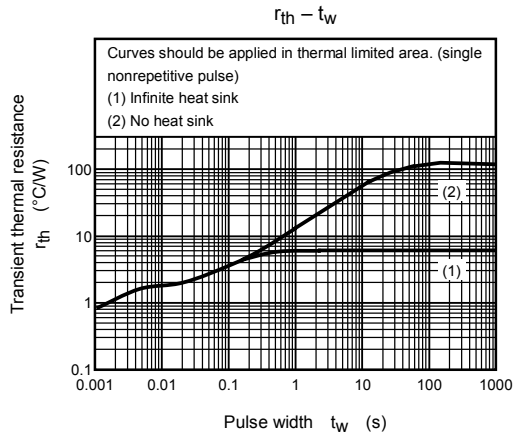 rth – tw
Curves should be applied in thermal limited area. (single
nonrepetitive pulse)
(1) Infinite heat sink
(2) No heat sink
Transient thermal resistance
rth (°C/W)
100
10
1
0.1
(2)
(1)
0.001 0.01 0.1 1 10 100 1000
Pulse width tw (s)